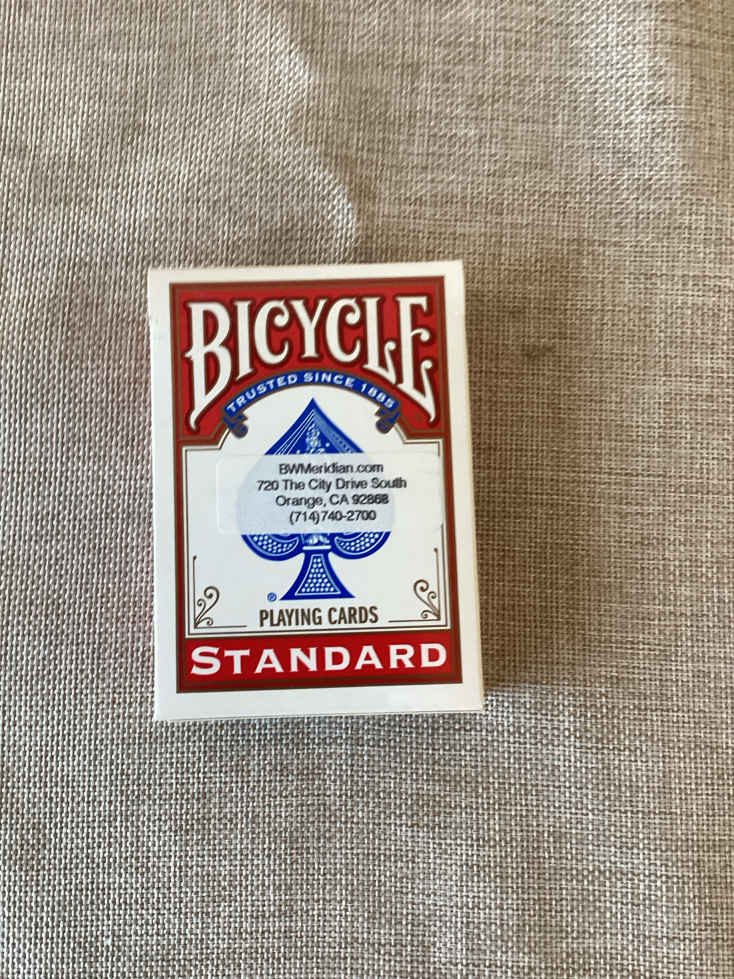 BICYCLE
TRUSTED SINCE 1885
BWMeridian.com
720 The City Drive South
Orange, CA 92868
(714)740-2700
®
PLAYING CARDS
STANDARD